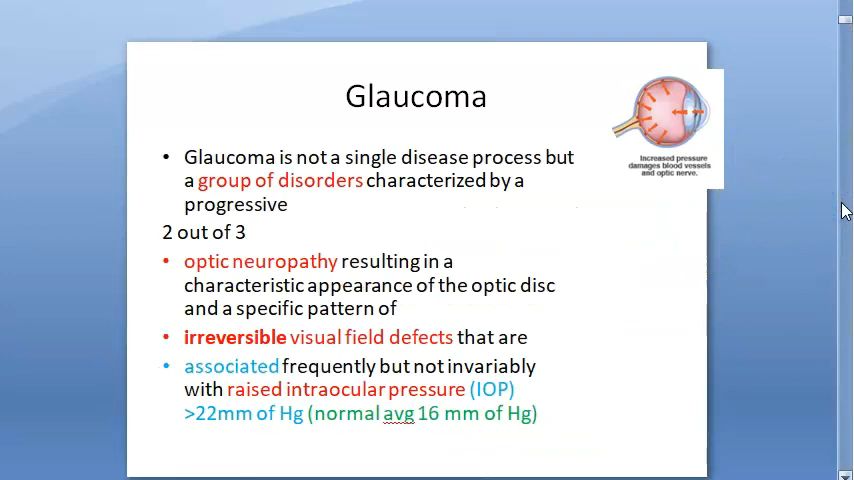 Glaucoma
• Glaucoma is not a single disease process but
a group of disorders characterized by a
progressive
2 out of 3
• optic neuropathy resulting in a
characteristic appearance of the optic disc
and a specific pattern of
• irreversible visual field defects that are
• associated frequently but not invariably
with raised intraocular pressure (IOP)
>22mm of Hg (normal avg 16 mm of Hg)
Increased pressure
damages blood vessels
and optic nerve.